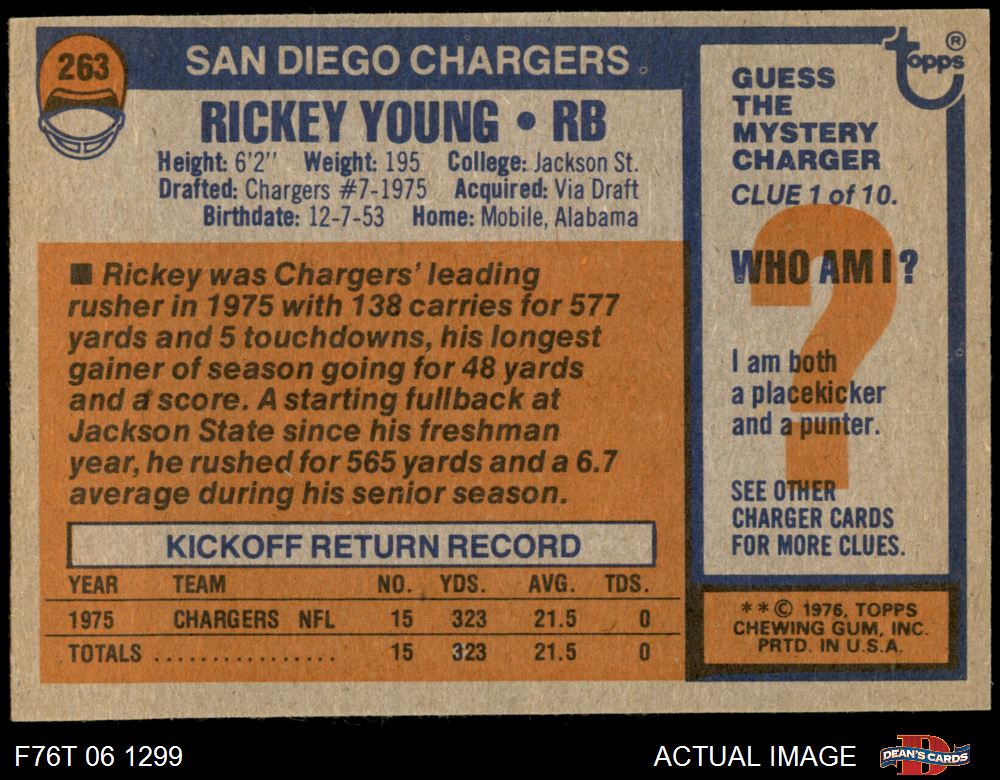 263
SAN DIEGO CHARGERS
RICKEY YOUNG • RB
Height: 6'2" Weight: 195 College: Jackson St.
Drafted: Chargers #7-1975 Acquired: Via Draft
Birthdate: 12-7-53 Home: Mobile, Alabama
■ Rickey was Chargers' leading
rusher in 1975 with 138 carries for 577
yards and 5 touchdowns, his longest
gainer of season going for 48 yards
and a score. A starting fullback at
Jackson State since his freshman
year, he rushed for 565 yards and a 6.7
average during his senior season.
KICKOFF RETURN RECORD
YEAR TEAM NO. YDS. AVG. TDS.
1975 CHARGERS NFL 15 323 21.5 0
TOTALS ................ 15 323 21.5 0
topps ®
GUESS
THE
MYSTERY
CHARGER
CLUE 1 of 10.
?
WHO AM I ?
I am both
a placekicker
and a punter.
SEE OTHER
CHARGER CARDS
FOR MORE CLUES.
* * © 1976, TOPPS
CHEWING GUM, INC.
PRTD. IN U.S.A.
F76T 06 1299
ACTUAL IMAGE
D
DEAN'S CARDS